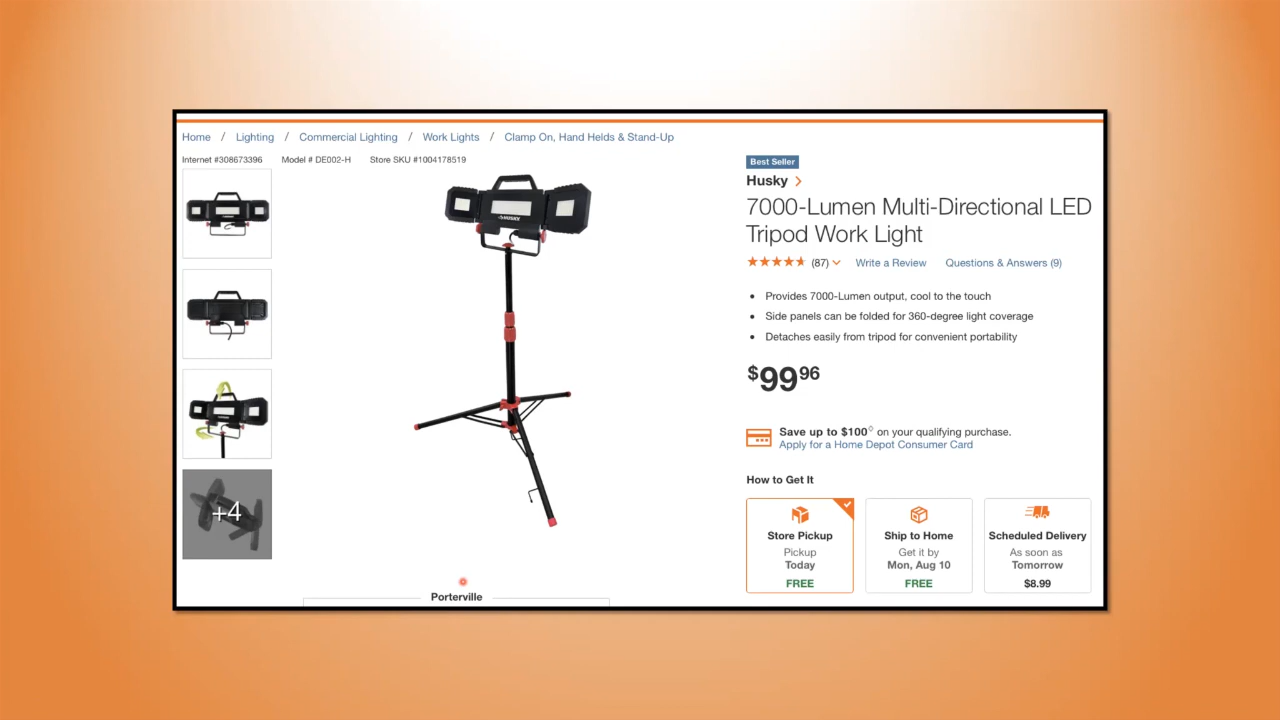 Home / Lighting / Commercial Lighting / Work Lights / Clamp On, Hand Helds & Stand-Up
Internet #308673396 Model # DE002-H Store SKU #1004178519
HUSKY
+4
Porterville
Best Seller
Husky
7000-Lumen Multi-Directional LED
Tripod Work Light
(87) Write a Review Questions & Answers (9)
• Provides 7000-Lumen output, cool to the touch
• Side panels can be folded for 360-degree light coverage
• Detaches easily from tripod for convenient portability
$99 96
Save up to $100◊ on your qualifying purchase.
Apply for a Home Depot Consumer Card
How to Get It
Store Pickup
Pickup
Today
FREE
Ship to Home
Get it by
Mon, Aug 10
FREE
Scheduled Delivery
As soon as
Tomorrow
$8.99